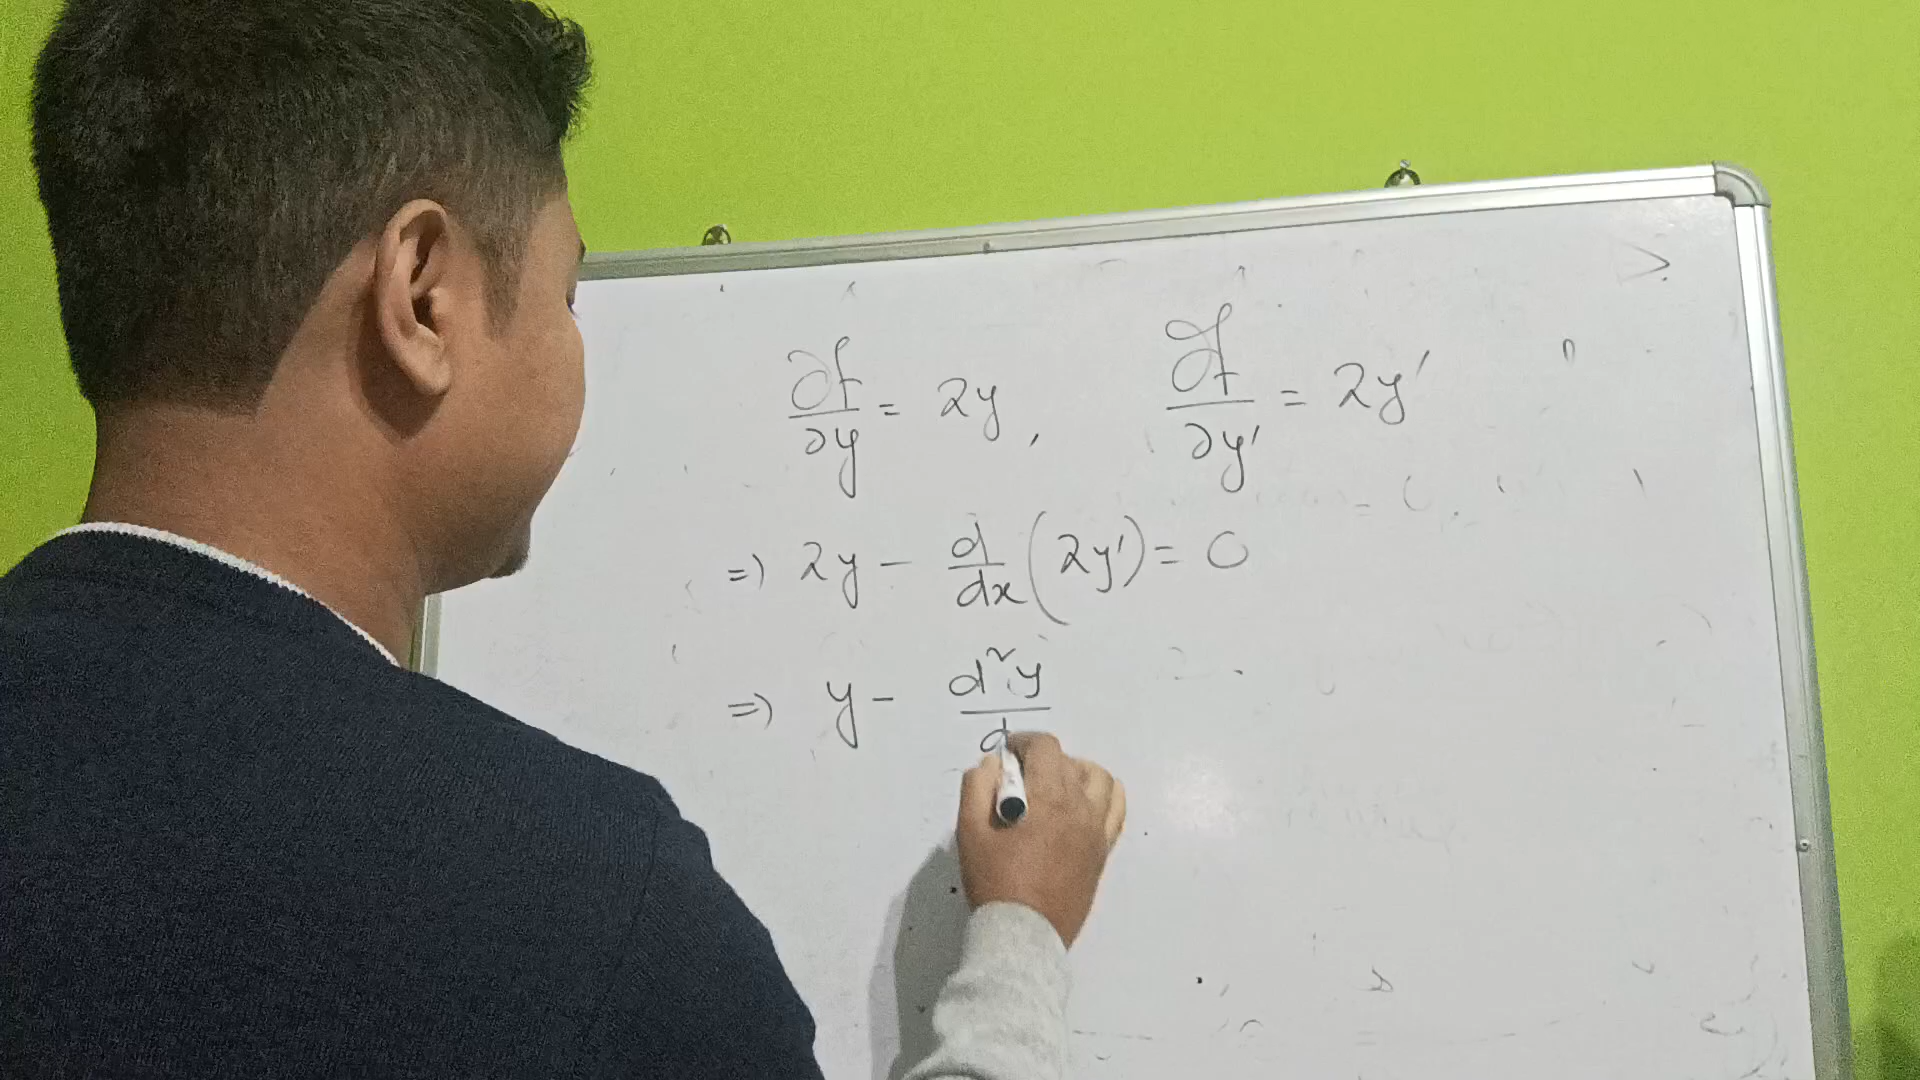 ∂f/∂y = 2y , ∂f/∂y' = 2y'
⇒ 2y - d/dx (2y') = 0
⇒ y - d²y/d